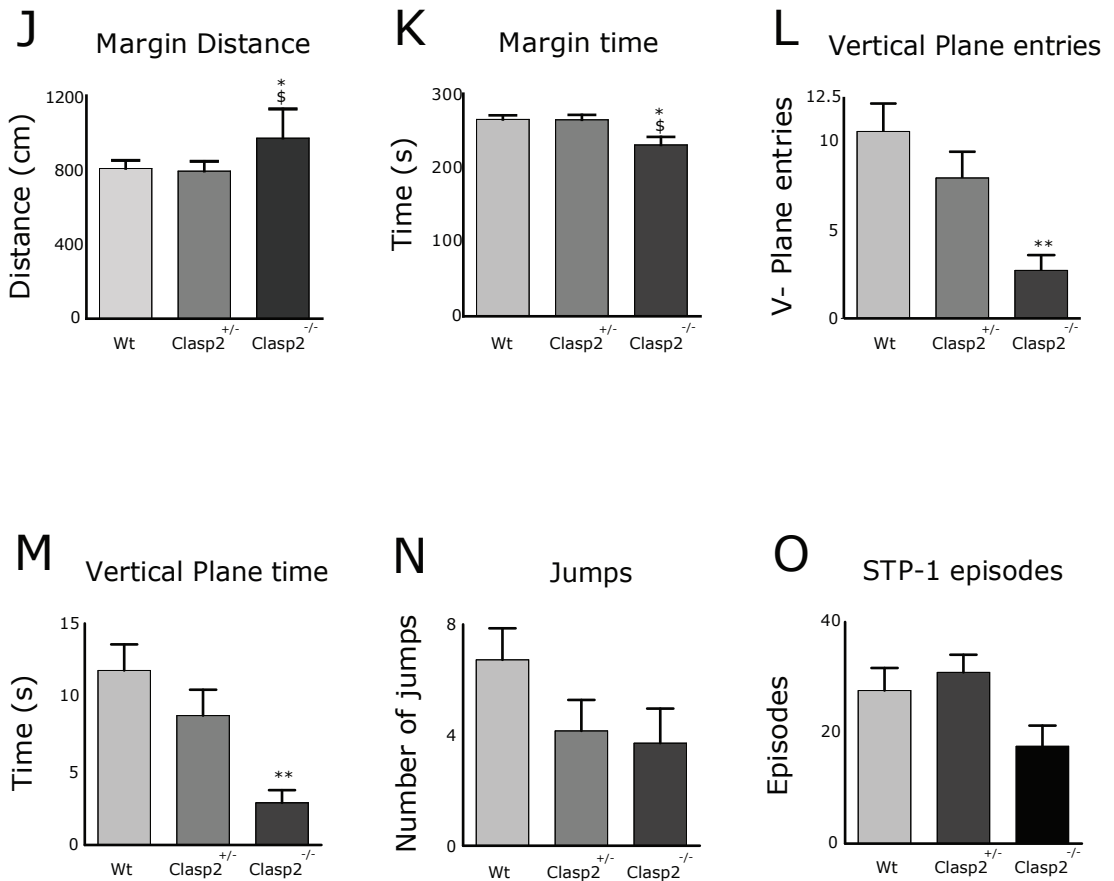 J Margin Distance
Distance (cm)
1200
800
400
0
*
$
Wt Clasp2+/- Clasp2-/-
K Margin time
Time (s)
300
200
100
0
*
$
Wt Clasp2+/- Clasp2-/-
L Vertical Plane entries
V- Plane entries
12.5
10
5
0
**
Wt Clasp2+/- Clasp2-/-
M Vertical Plane time
Time (s)
15
10
5
0
**
Wt Clasp2+/- Clasp2-/-
N Jumps
Number of jumps
8
4
0
Wt Clasp2+/- Clasp2-/-
O STP-1 episodes
Episodes
40
20
0
Wt Clasp2+/- Clasp2-/-